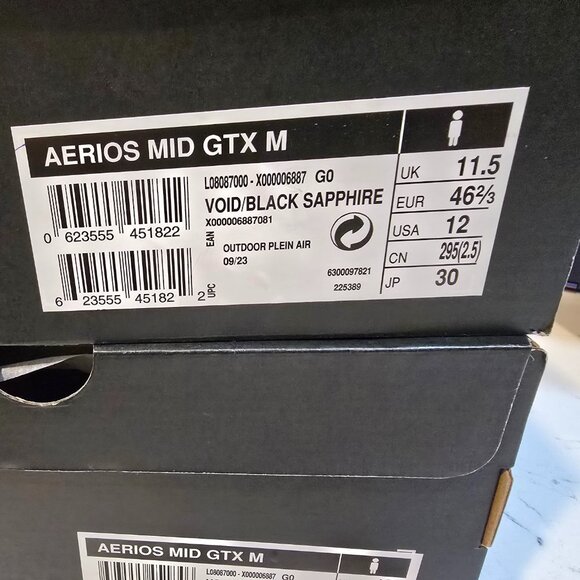 AERIOS MID GTX M
L08087000 - X000006887 G0
VOID/BLACK SAPPHIRE
X000006887081
0 623555 451822
EAN
OUTDOOR PLEIN AIR
09/23
6 23555 45182 2
UPC
6300097821
225389
UK 11.5
EUR 46⅔
USA 12
CN 295(2.5)
JP 30
AERIOS MID GTX M
L08087000 - X000006887 G0